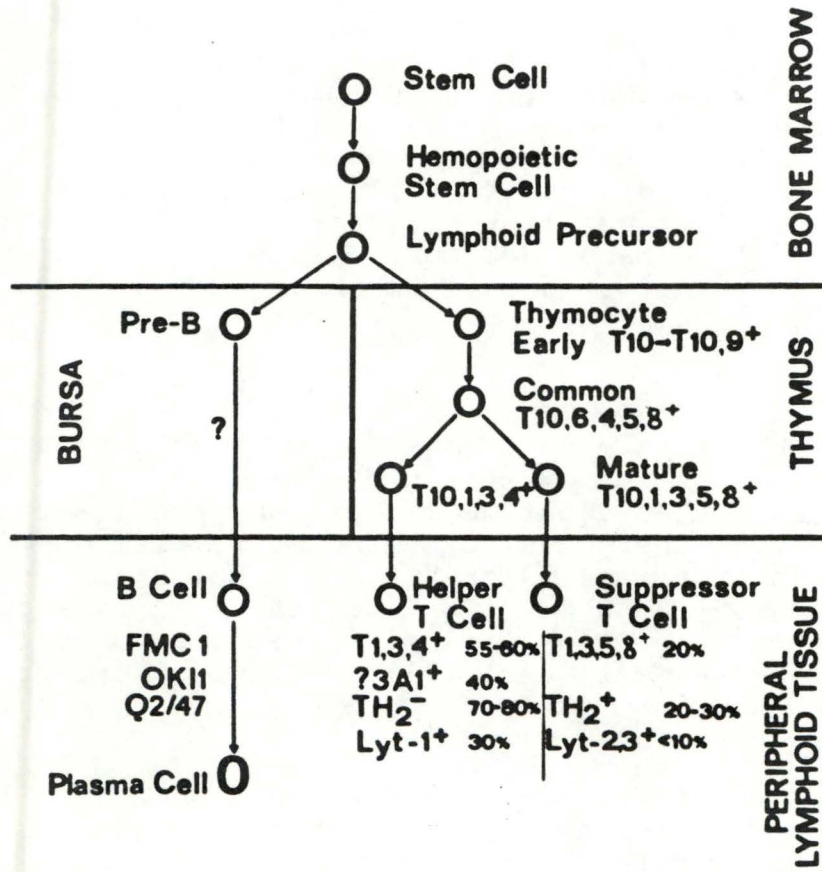 BONE MARROW
Stem Cell
Hemopoietic
Stem Cell
Lymphoid Precursor
BURSA
THYMUS
Pre-B
?
Thymocyte
Early T10→T10,9+
Common
T10,6,4,5,8+
T10,1,3,4+
Mature
T10,1,3,5,8+
PERIPHERAL
LYMPHOID TISSUE
B Cell
FMC1
OKI1
Q2/47
Plasma Cell
Helper
T Cell
T1,3,4+ 55-60%
?3A1+ 40%
TH2- 70-80%
Lyt-1+ 30%
Suppressor
T Cell
T1,3,5,8+ 20%
TH2+ 20-30%
Lyt-2,3+ <10%